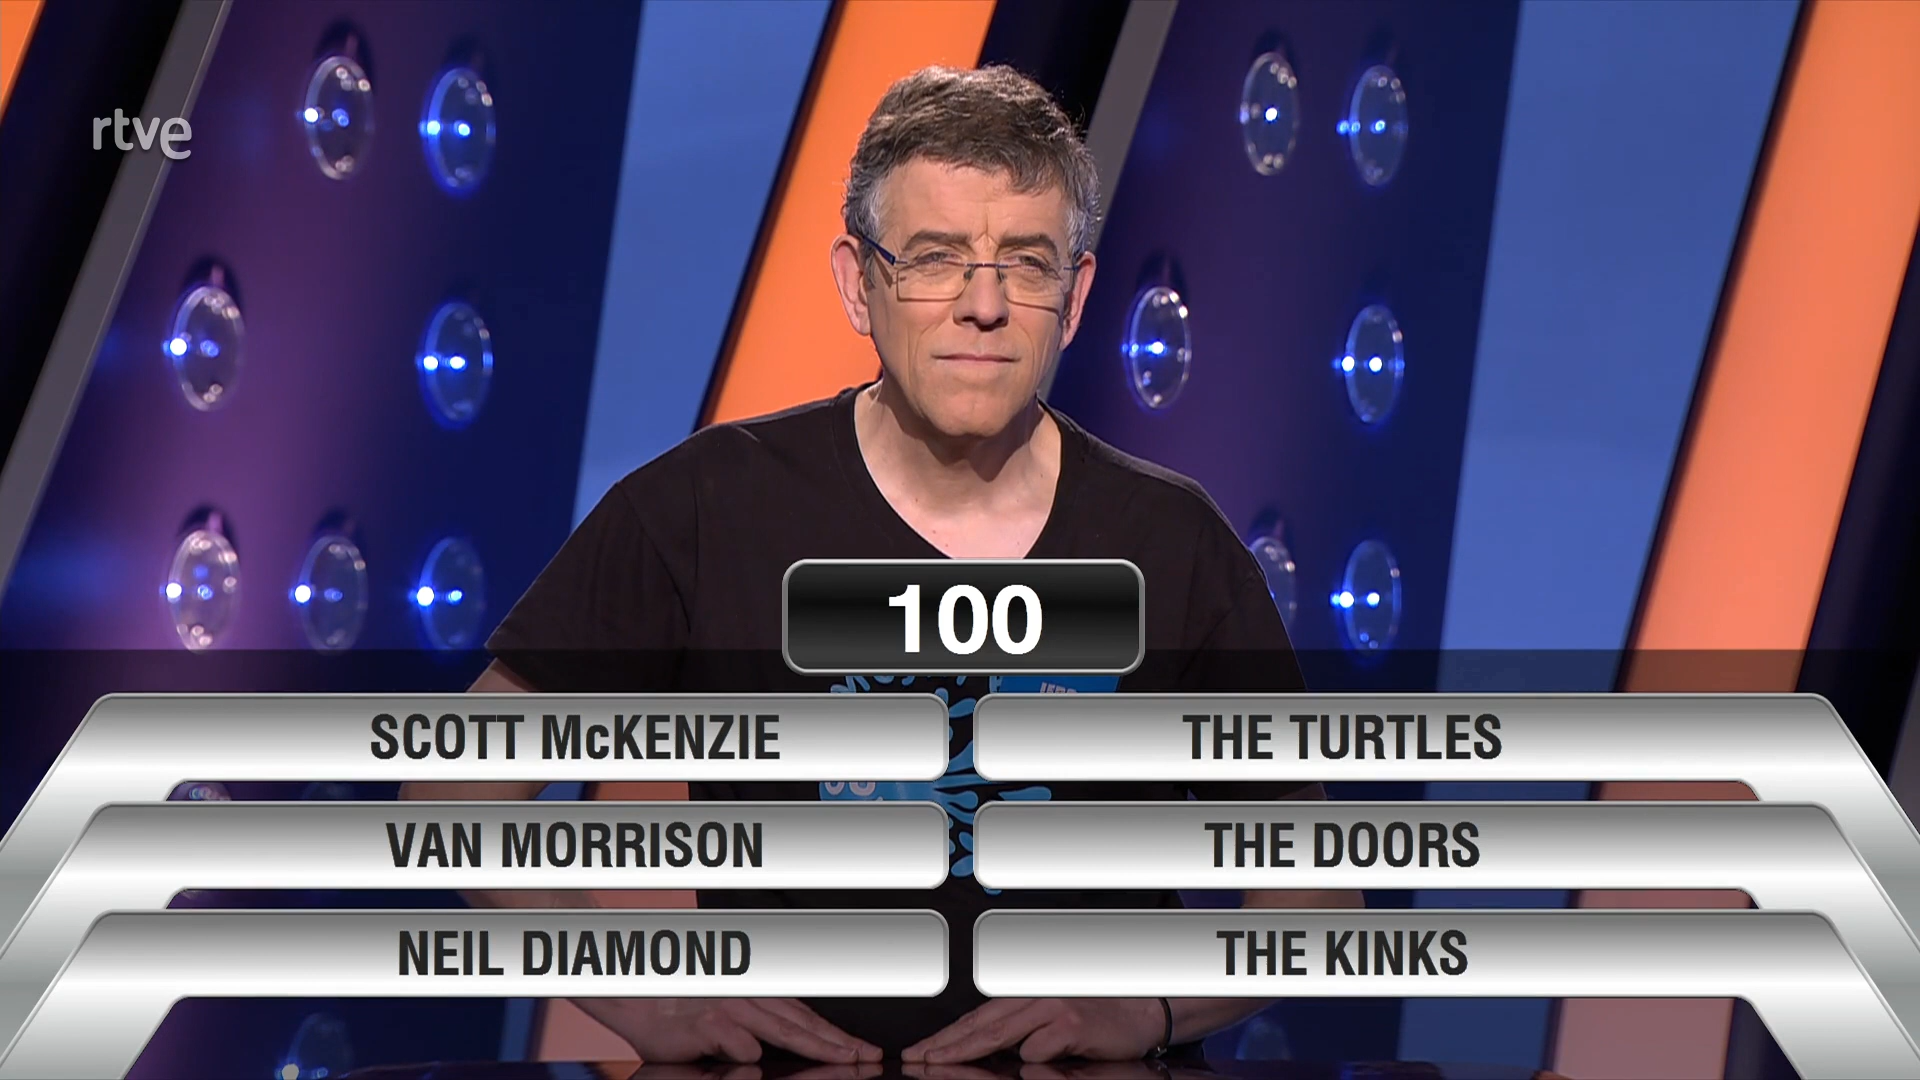 rtve
100
SCOTT McKENZIE
THE TURTLES
VAN MORRISON
THE DOORS
NEIL DIAMOND
THE KINKS